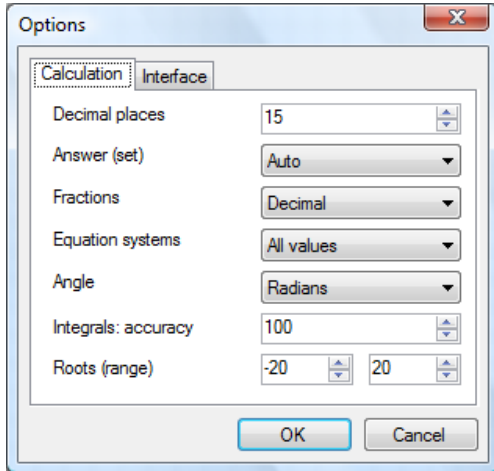 Options
Calculation Interface
Decimal places 15
Answer (set) Auto
Fractions Decimal
Equation systems All values
Angle Radians
Integrals: accuracy 100
Roots (range) -20 20
OK Cancel